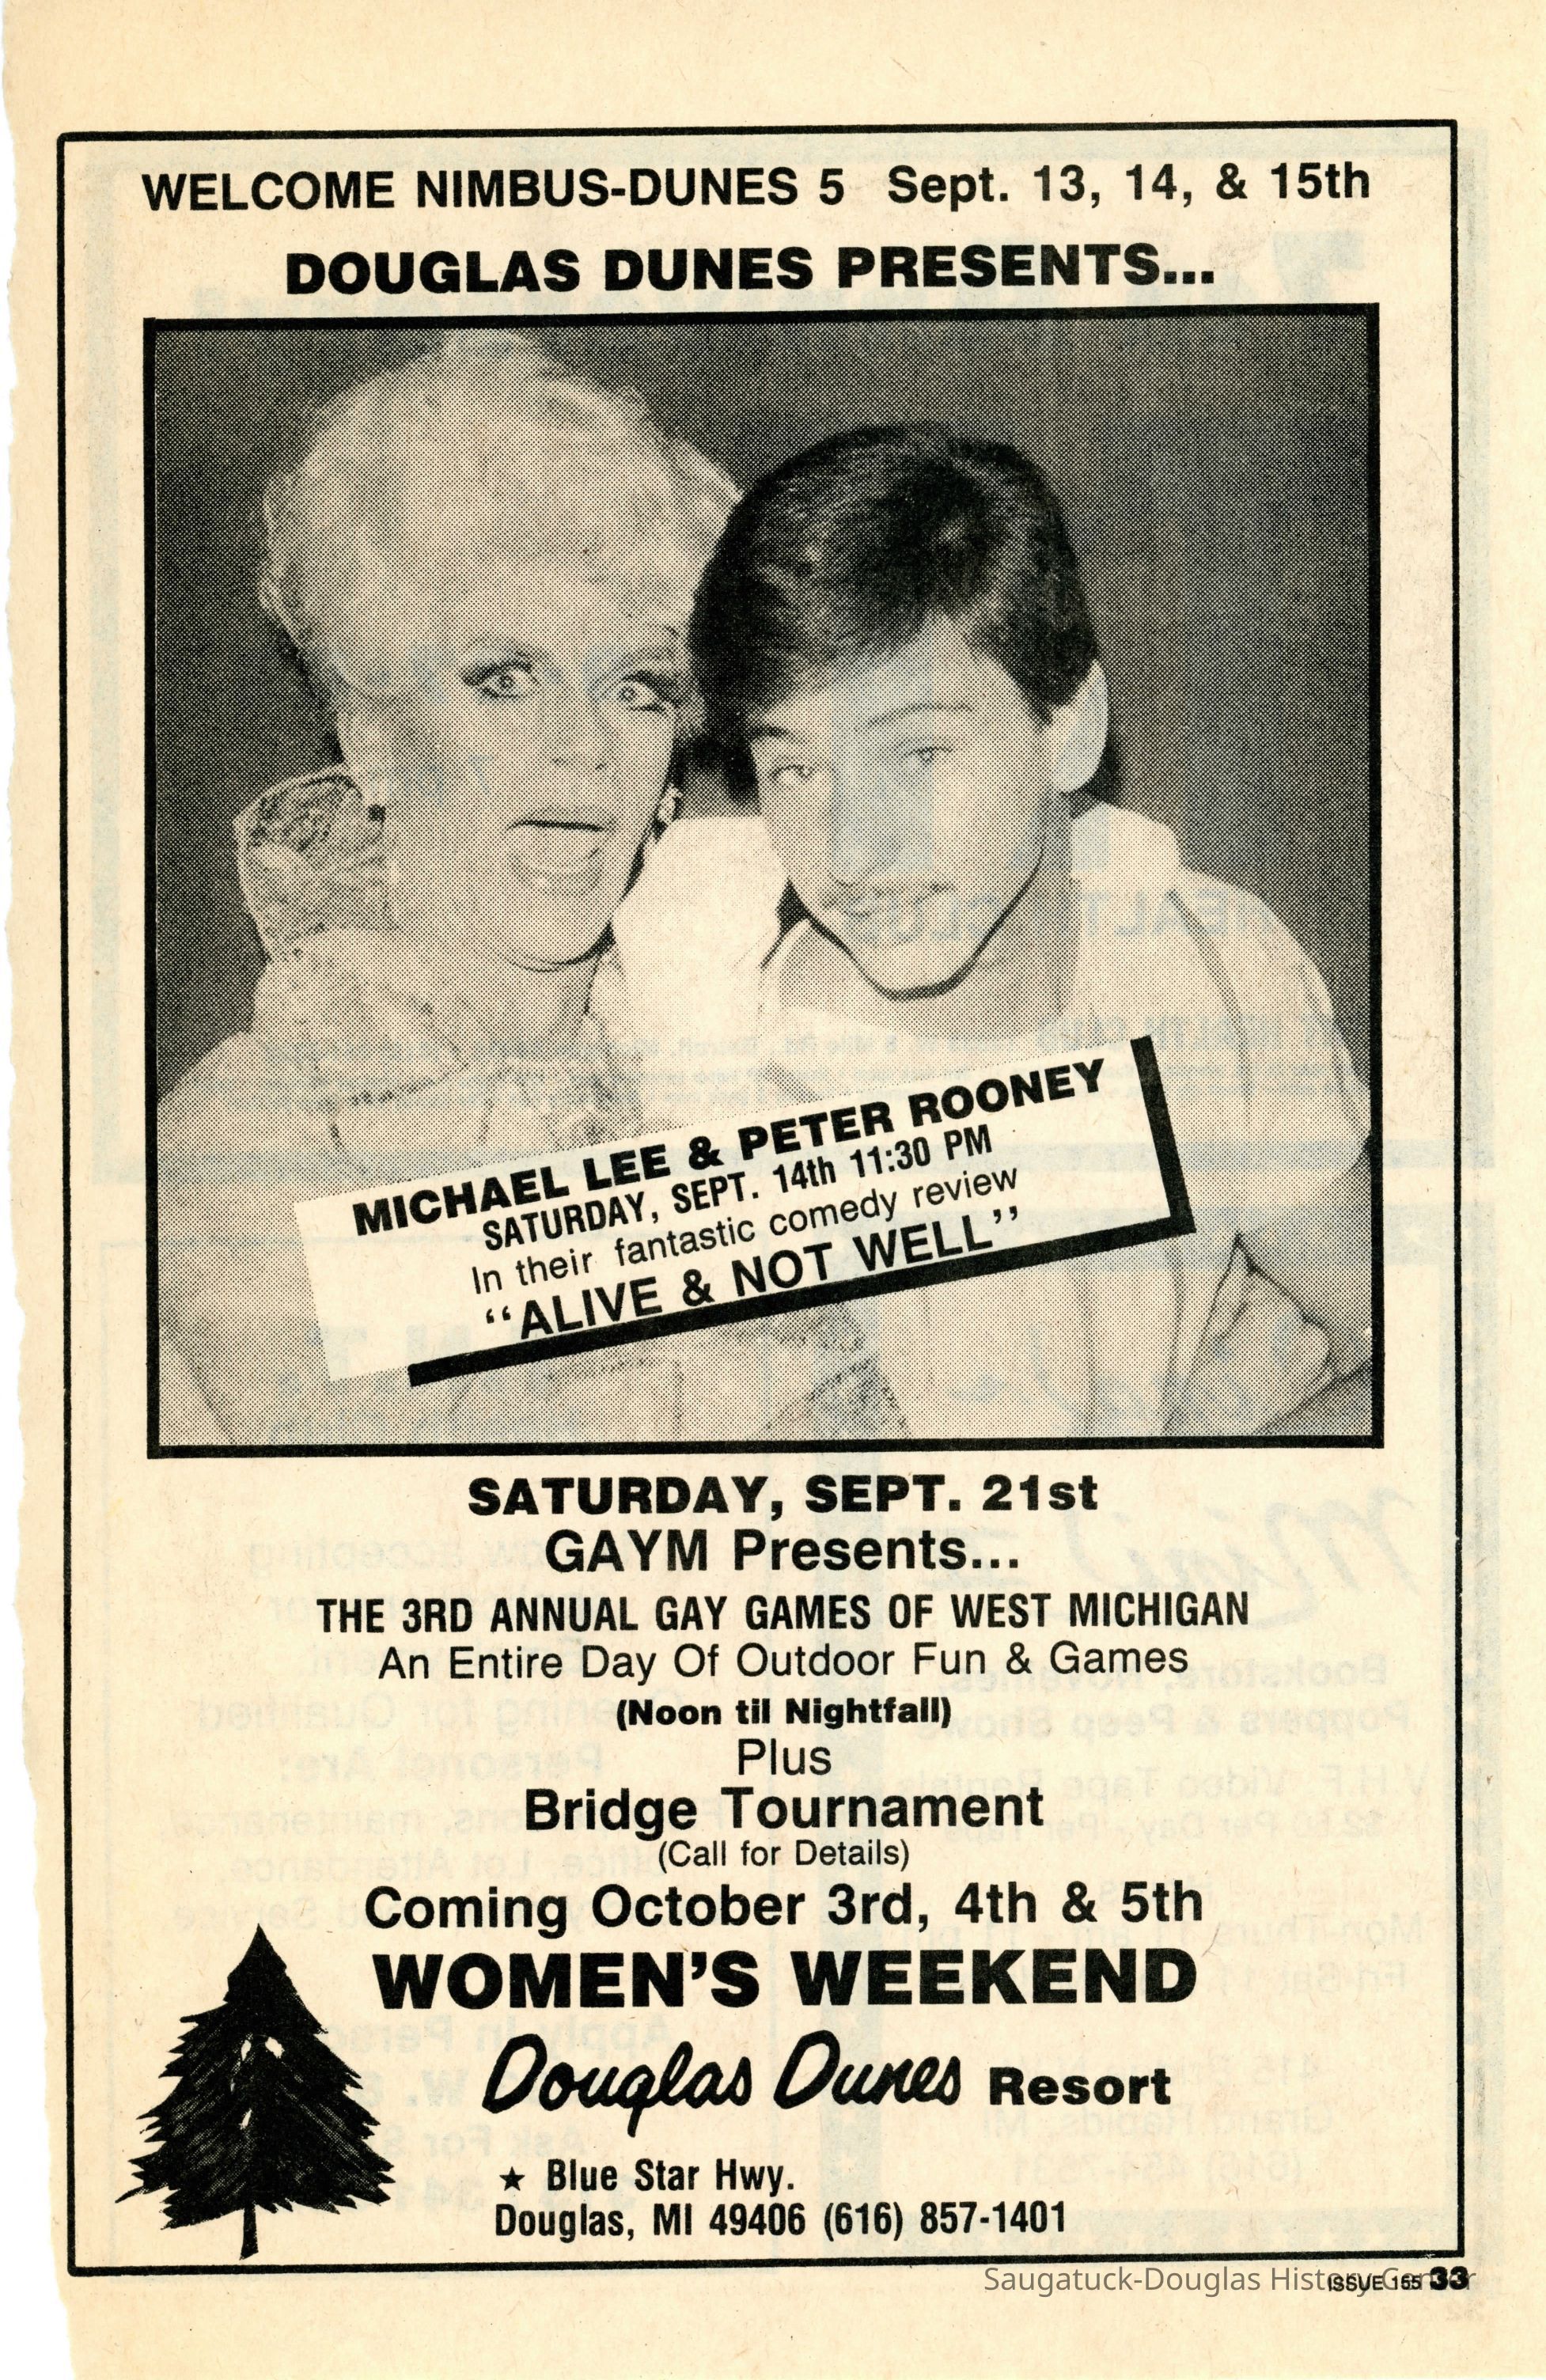 WELCOME NIMBUS-DUNES 5 Sept. 13, 14, & 15th
DOUGLAS DUNES PRESENTS...
MICHAEL LEE & PETER ROONEY
SATURDAY, SEPT. 14th 11:30 PM
In their fantastic comedy review
“ALIVE & NOT WELL”
SATURDAY, SEPT. 21st
GAYM Presents...
THE 3RD ANNUAL GAY GAMES OF WEST MICHIGAN
An Entire Day Of Outdoor Fun & Games
(Noon til Nightfall)
Plus
Bridge Tournament
(Call for Details)
Coming October 3rd, 4th & 5th
WOMEN’S WEEKEND
Douglas Dunes Resort
★ Blue Star Hwy.
Douglas, MI 49406 (616) 857-1401
Saugatuck-Douglas History Center
ISSUE 155 33